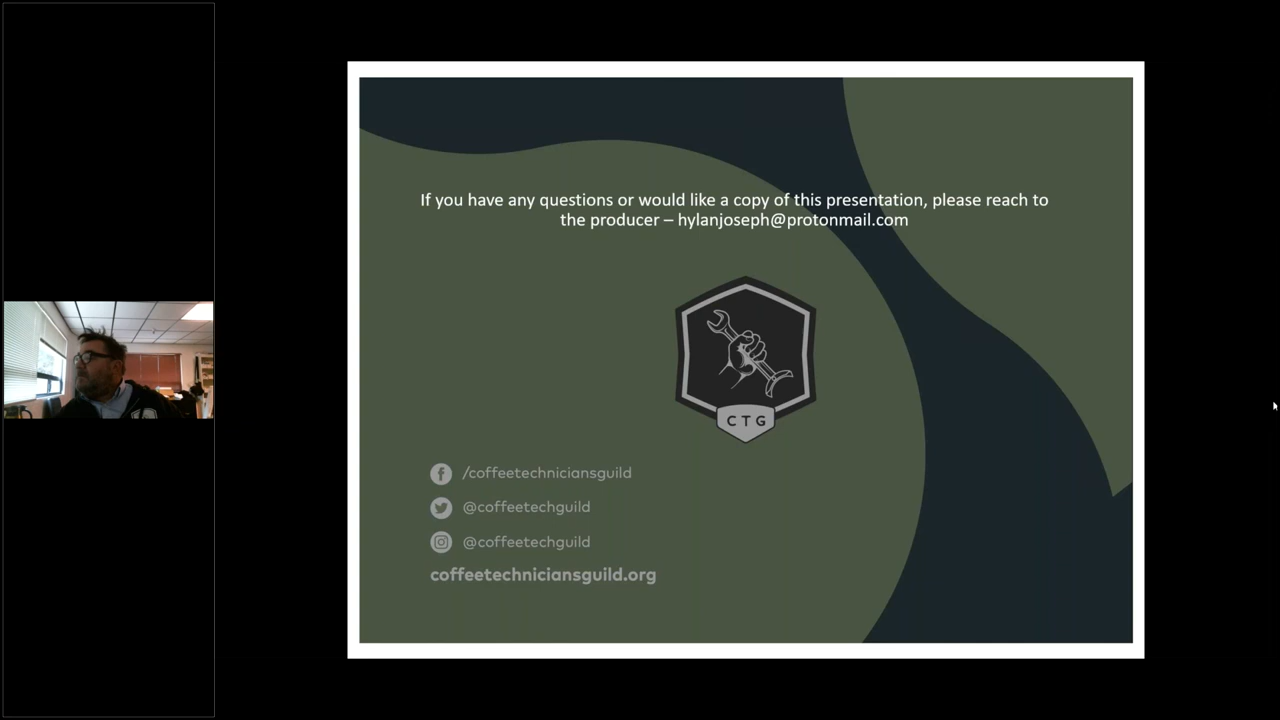 If you have any questions or would like a copy of this presentation, please reach to
the producer – hylanjoseph@protonmail.com
CTG
/coffeetechniciansguild
@coffeetechguild
@coffeetechguild
coffeetechniciansguild.org